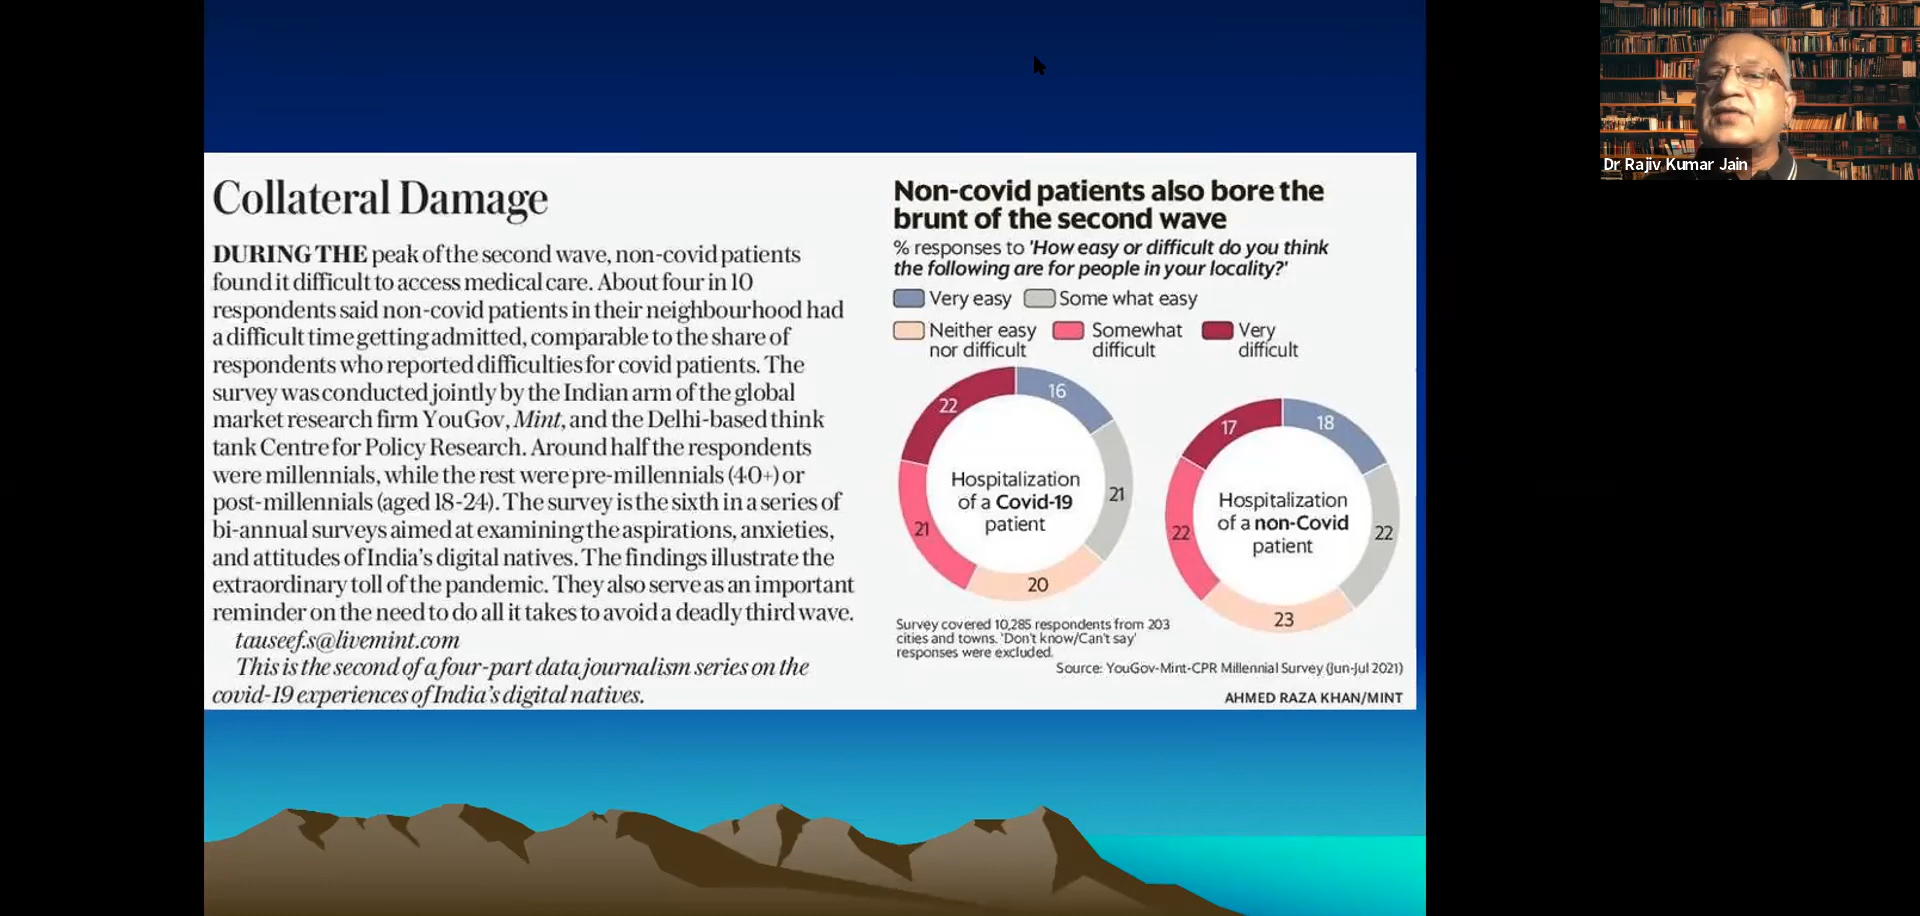 Collateral Damage
DURING THE peak of the second wave, non-covid patients
found it difficult to access medical care. About four in 10
respondents said non-covid patients in their neighbourhood had
a difficult time getting admitted, comparable to the share of
respondents who reported difficulties for covid patients. The
survey was conducted jointly by the Indian arm of the global
market research firm YouGov, Mint, and the Delhi-based think
tank Centre for Policy Research. Around half the respondents
were millennials, while the rest were pre-millennials (40+) or
post-millennials (aged 18-24). The survey is the sixth in a series of
bi-annual surveys aimed at examining the aspirations, anxieties,
and attitudes of India's digital natives. The findings illustrate the
extraordinary toll of the pandemic. They also serve as an important
reminder on the need to do all it takes to avoid a deadly third wave.
tauseef.s@livemint.com
This is the second of a four-part data journalism series on the
covid-19 experiences of India's digital natives.
Non-covid patients also bore the
brunt of the second wave
% responses to 'How easy or difficult do you think
the following are for people in your locality?'
Very easy Some what easy
Neither easy nor difficult Somewhat difficult Very difficult
22
16
21
20
21
Hospitalization
of a Covid-19
patient
17
18
22
23
22
Hospitalization
of a non-Covid
patient
Survey covered 10,285 respondents from 203
cities and towns. 'Don't know/Can't say'
responses were excluded.
Source: YouGov-Mint-CPR Millennial Survey (Jun-Jul 2021)
AHMED RAZA KHAN/MINT
Dr Rajiv Kumar Jain